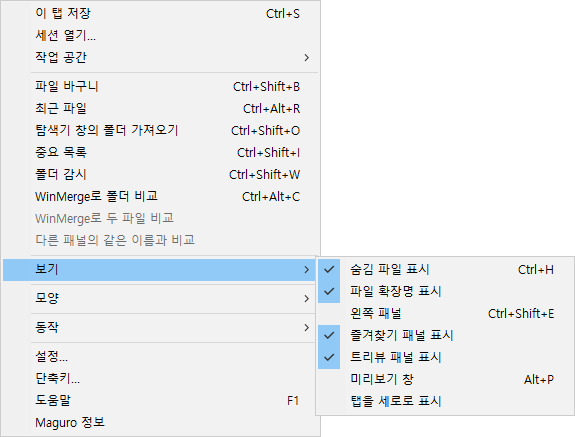 이 탭 저장 Ctrl+S
세션 열기...
작업 공간
파일 바구니 Ctrl+Shift+B
최근 파일 Ctrl+Alt+R
탐색기 창의 폴더 가져오기 Ctrl+Shift+O
중요 목록 Ctrl+Shift+I
폴더 감시 Ctrl+Shift+W
WinMerge로 폴더 비교 Ctrl+Alt+C
WinMerge로 두 파일 비교
다른 패널의 같은 이름과 비교
보기
모양
동작
설정...
단축키...
도움말 F1
Maguro 정보
숨김 파일 표시 Ctrl+H
파일 확장명 표시
왼쪽 패널 Ctrl+Shift+E
즐겨찾기 패널 표시
트리뷰 패널 표시
미리보기 창 Alt+P
탭을 세로로 표시